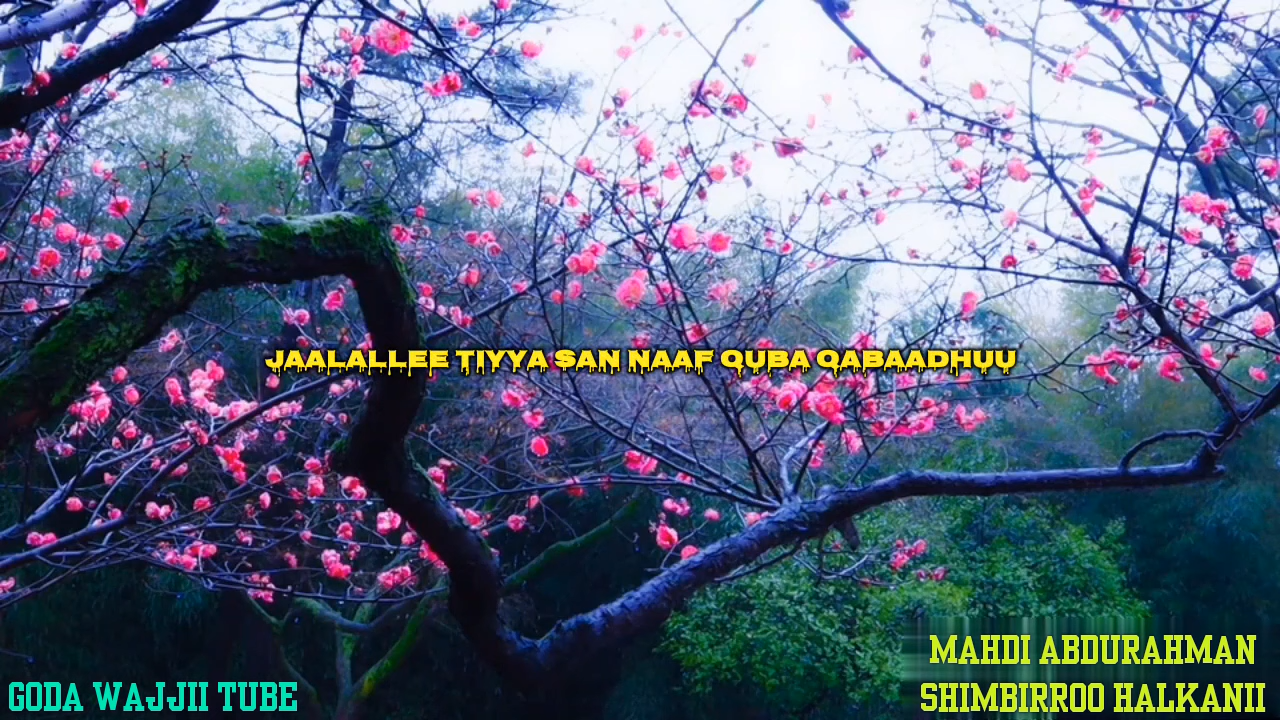 JAALALLEE TIYYA SAN NAAF QUBA QABAADHUU
MAHDI ABDURAHMAN
SHIMBIRROO HALKANII
GODA WAJJII TUBE